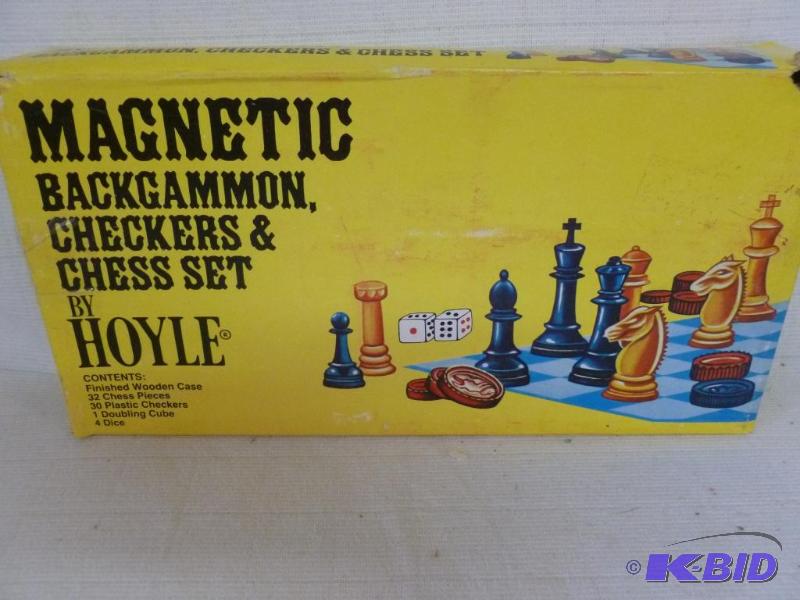 BACKGAMMON, CHECKERS & CHESS SET
MAGNETIC
BACKGAMMON,
CHECKERS &
CHESS SET
BY
HOYLE®
CONTENTS:
Finished Wooden Case
32 Chess Pieces
30 Plastic Checkers
1 Doubling Cube
4 Dice
© K-BID